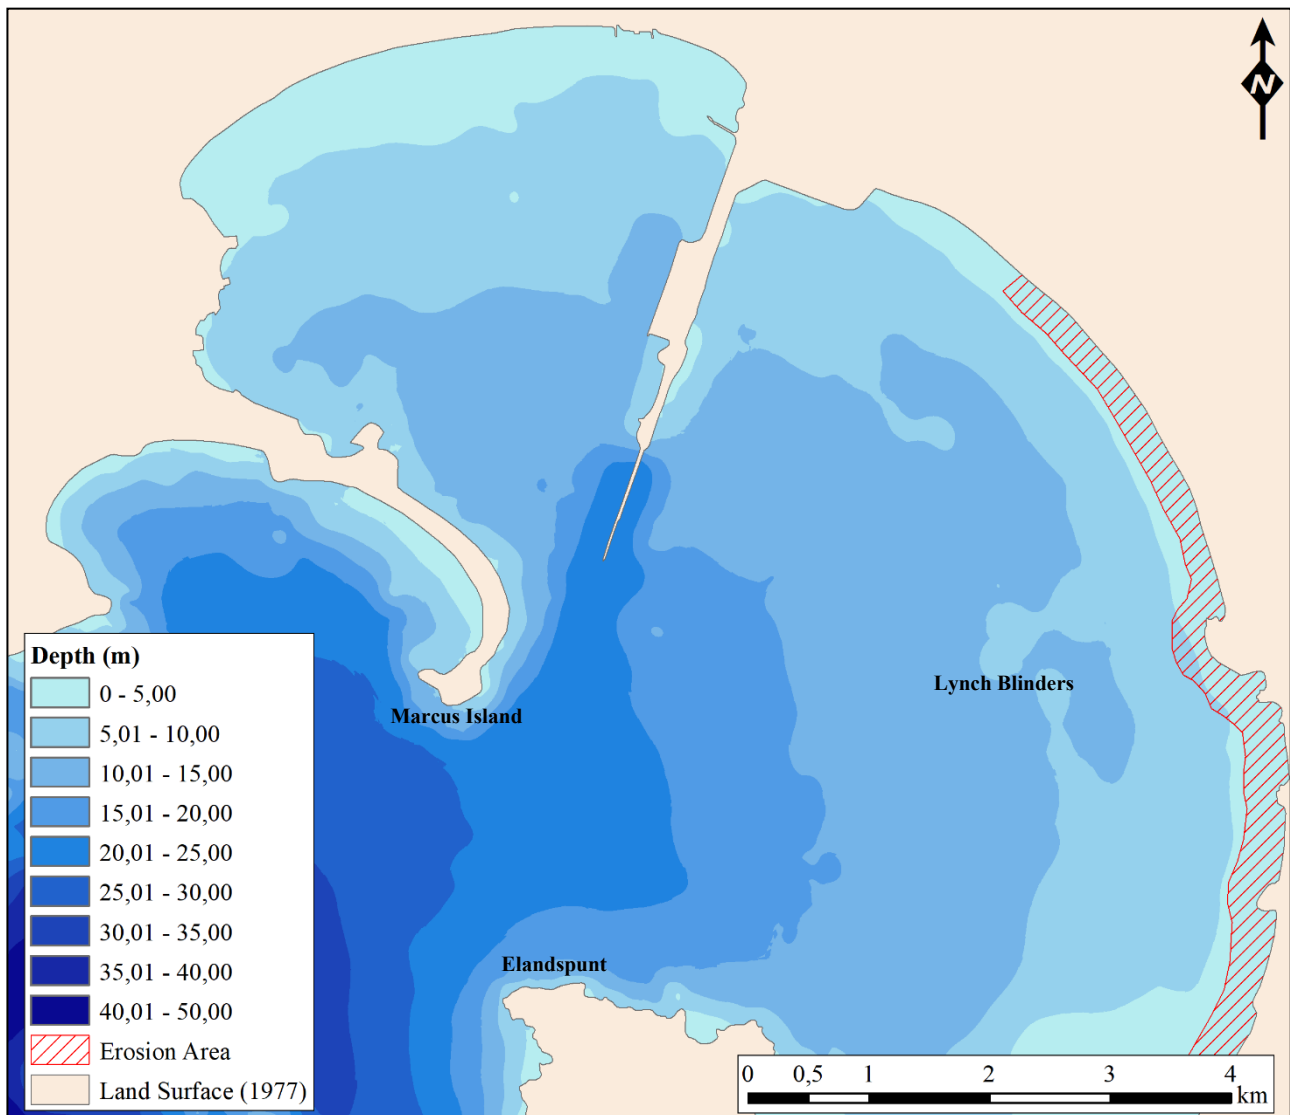 N
Lynch Blinders
Marcus Island
Elandspunt
Depth (m)
0 - 5,00
5,01 - 10,00
10,01 - 15,00
15,01 - 20,00
20,01 - 25,00
25,01 - 30,00
30,01 - 35,00
35,01 - 40,00
40,01 - 50,00
Erosion Area
Land Surface (1977)
0 0,5 1 2 3 4
km